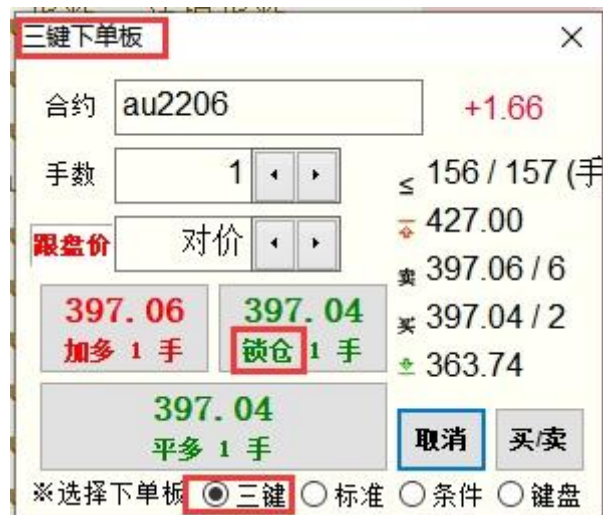 三键下单板
合约 au2206 +1.66
手数 1 ≤ 156 / 157 (手
跟盘价 对价 427.00
卖 397.06 / 6
397.06 397.04 买 397.04 / 2
加多 1 手 锁仓 1 手 363.74
397.04
平多 1 手 取消 买/卖
※选择下单板 三键 标准 条件 键盘